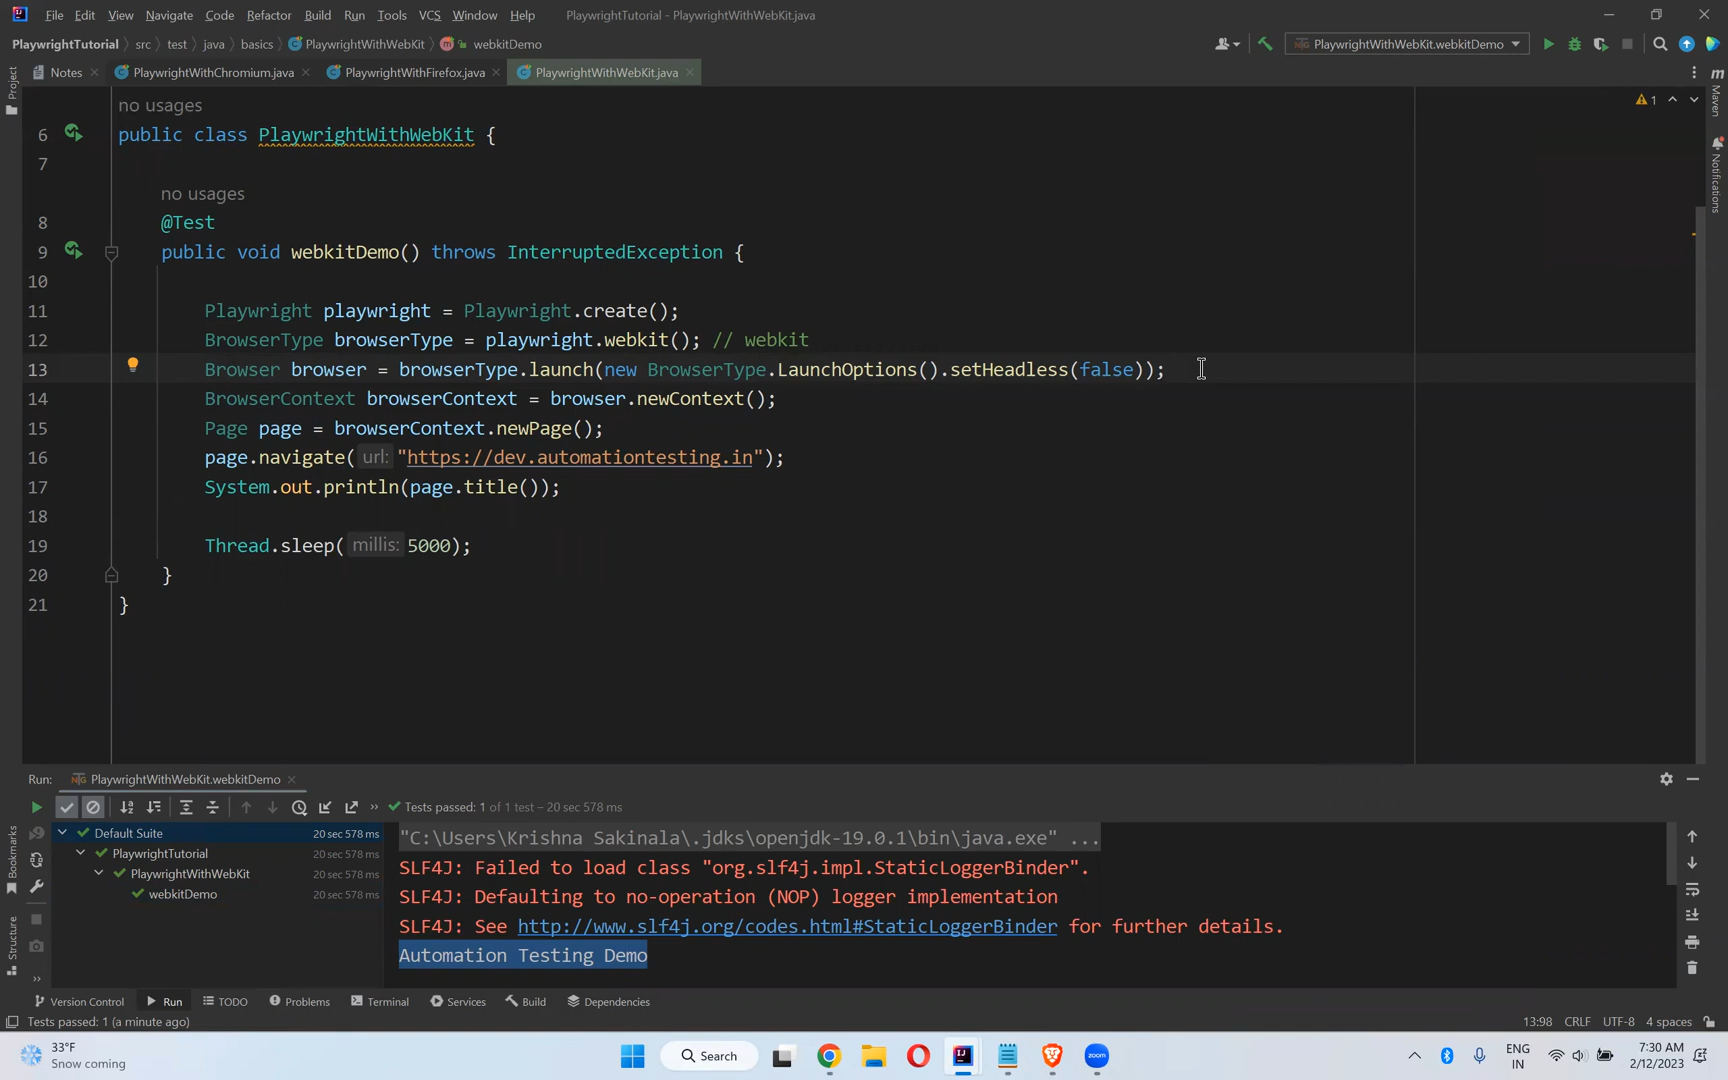 File Edit View Navigate Code Refactor Build Run Tools VCS Window Help PlaywrightTutorial - PlaywrightWithWebKit.java
PlaywrightTutorial src test java basics PlaywrightWithWebKit webkitDemo PlaywrightWithWebKit.webkitDemo
Notes PlaywrightWithChromium.java PlaywrightWithFirefox.java PlaywrightWithWebKit.java
Project
Maven
Notifications
1
no usages
6 public class PlaywrightWithWebKit {
7
no usages
8 @Test
9 public void webkitDemo() throws InterruptedException {
10
11 Playwright playwright = Playwright.create();
12 BrowserType browserType = playwright.webkit(); // webkit
13 Browser browser = browserType.launch(new BrowserType.LaunchOptions().setHeadless(false));
14 BrowserContext browserContext = browser.newContext();
15 Page page = browserContext.newPage();
16 page.navigate( url: "https://dev.automationtesting.in");
17 System.out.println(page.title());
18
19 Thread.sleep( millis: 5000);
20 }
21 }
Run: PlaywrightWithWebKit.webkitDemo
Tests passed: 1 of 1 test – 20 sec 578 ms
Default Suite 20 sec 578 ms
PlaywrightTutorial 20 sec 578 ms
PlaywrightWithWebKit 20 sec 578 ms
webkitDemo 20 sec 578 ms
"C:\Users\Krishna Sakinala\.jdks\openjdk-19.0.1\bin\java.exe" ...
SLF4J: Failed to load class "org.slf4j.impl.StaticLoggerBinder".
SLF4J: Defaulting to no-operation (NOP) logger implementation
SLF4J: See http://www.slf4j.org/codes.html#StaticLoggerBinder for further details.
Automation Testing Demo
Bookmarks
Structure
Version Control Run TODO Problems Terminal Services Build Dependencies
Tests passed: 1 (a minute ago) 13:98 CRLF UTF-8 4 spaces
33°F
Snow coming
Search
zoom
ENG
IN
7:30 AM
2/12/2023